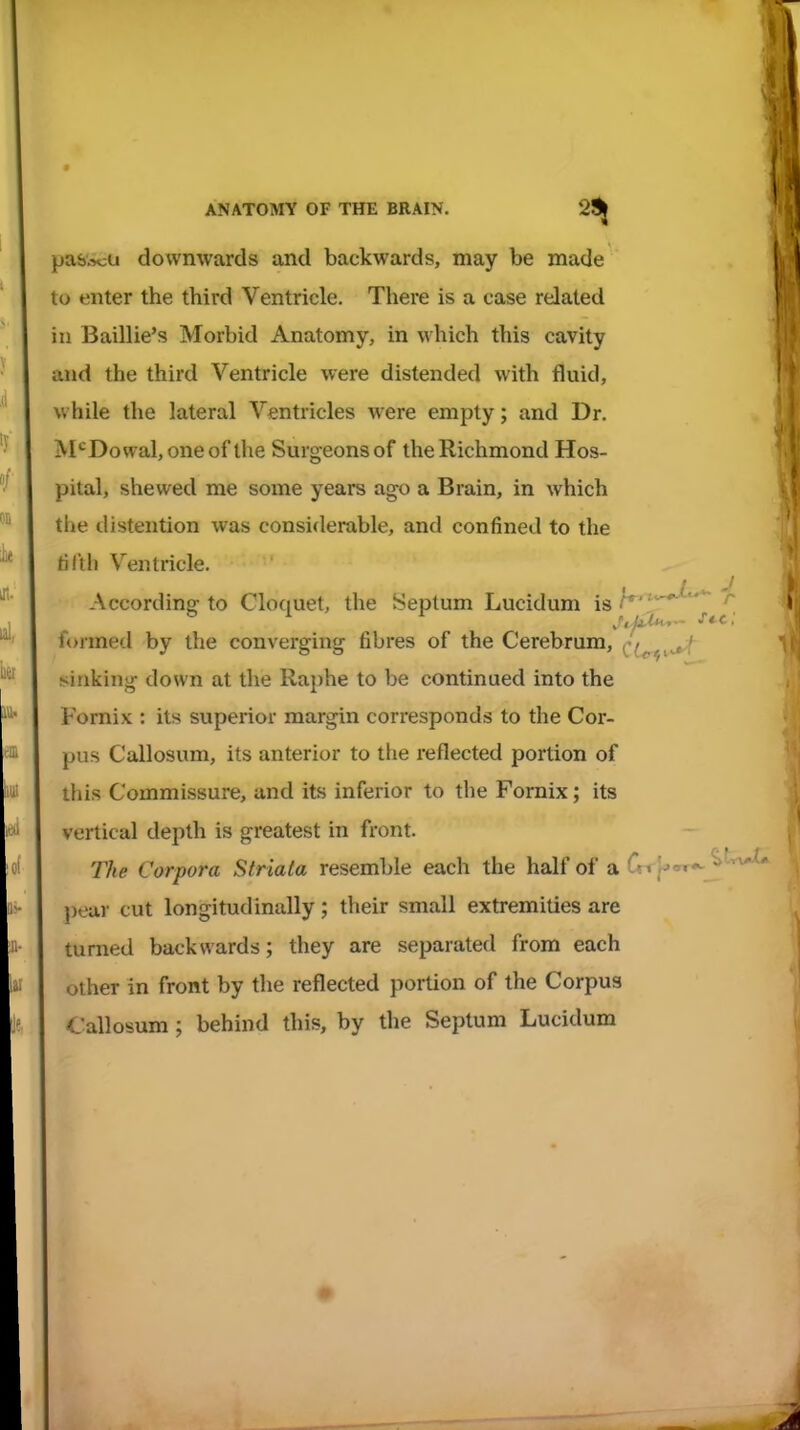 ANATOMY OF THE BRAIN.
passed downwards and backwards, may be made
to enter the third Ventricle. There is a case related
in Baillie's Morbid Anatomy, in which this cavity
and the third Ventricle were distended with fluid,
while the lateral Ventricles were empty; and Dr.
McDowal, one of the Surgeons of the Richmond Hos-
pital, shewed me some years ago a Brain, in which
the distention was considerable, and confined to the
fifth Ventricle.
According to Cloquet, the Septum Lucidum is
formed by the converging fibres of the Cerebrum,
sinking down at the Raphe to be continued into the
Fornix : its superior margin corresponds to the Cor-
pus Callosum, its anterior to the reflected portion of
this Commissure, and its inferior to the Fornix; its
vertical depth is greatest in front.
The Corpora Striata resemble each the half of a Corpora Striata
pear cut longitudinally; their small extremities are
turned backwards; they are separated from each
other in front by the reflected portion of the Corpus
Callosum; behind this, by the Septum Lucidum